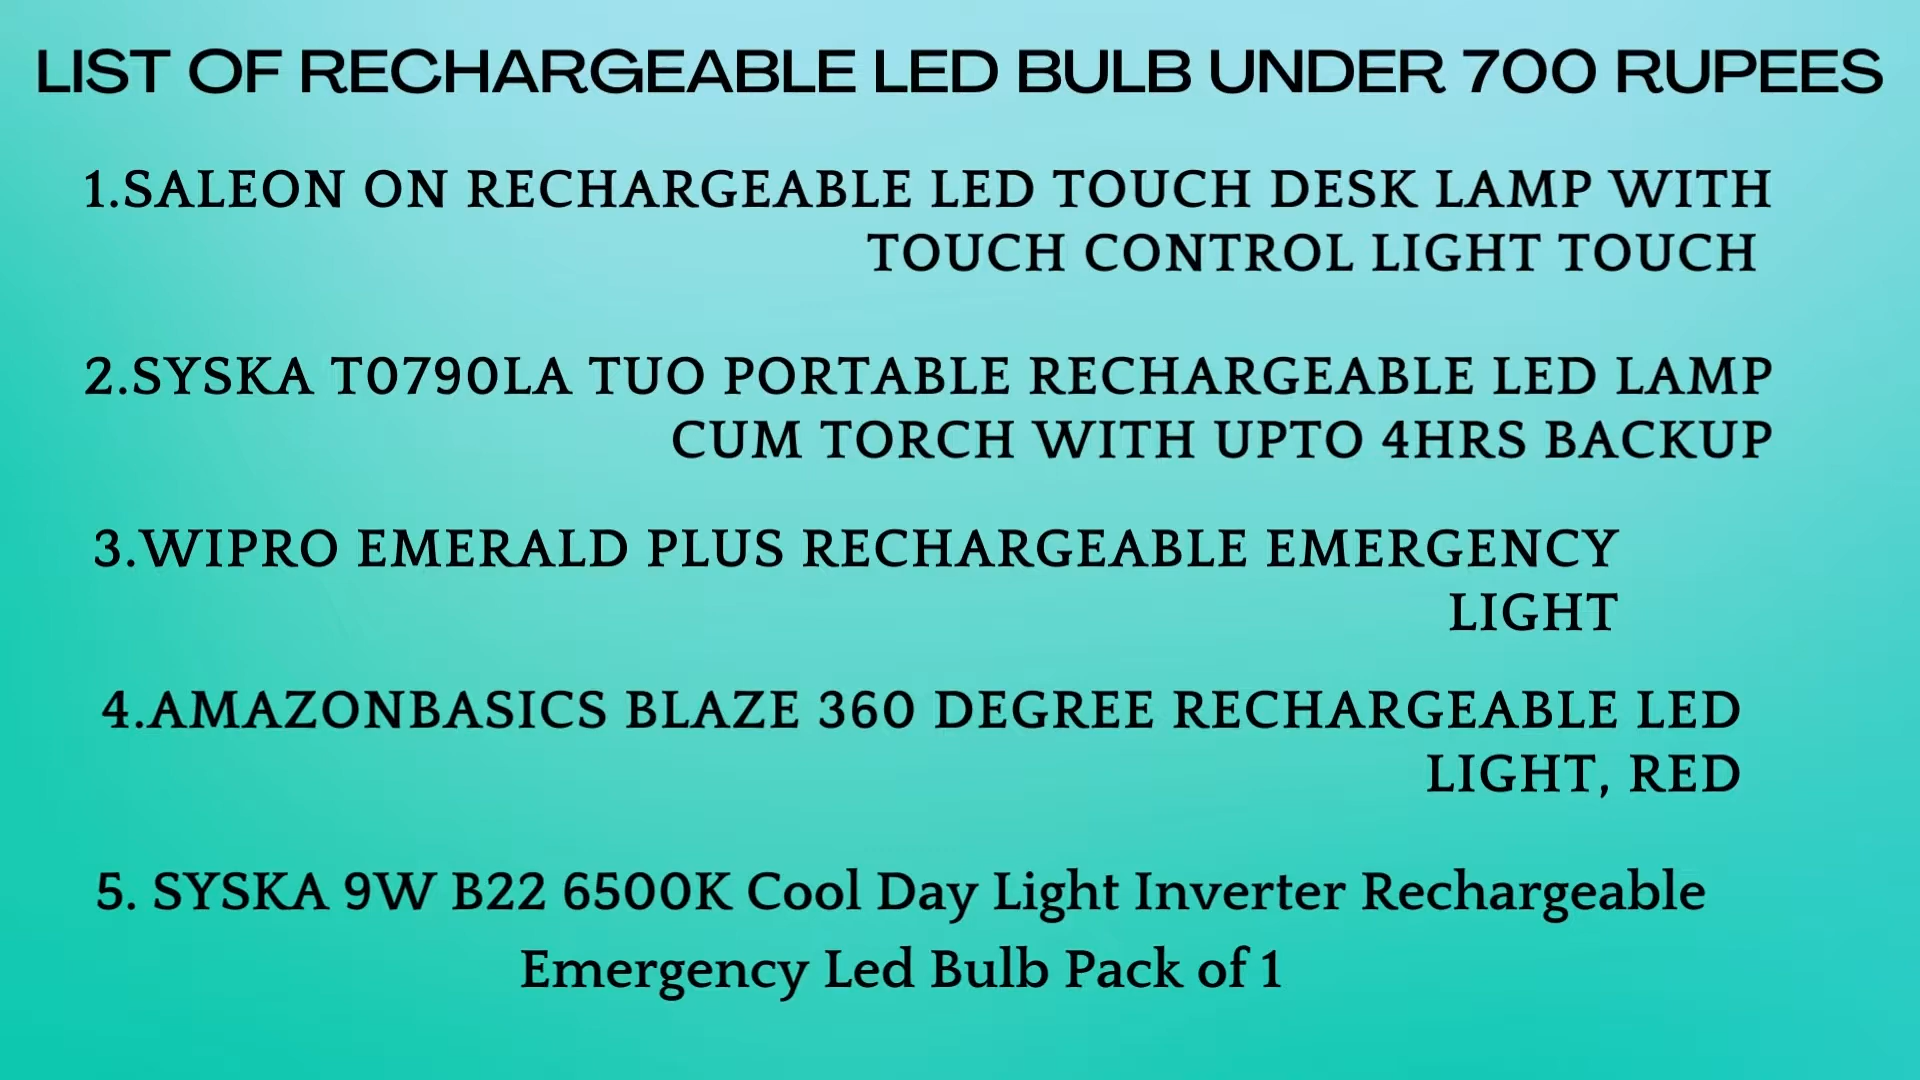 LIST OF RECHARGEABLE LED BULB UNDER 700 RUPEES
1.SALEON ON RECHARGEABLE LED TOUCH DESK LAMP WITH
TOUCH CONTROL LIGHT TOUCH
2.SYSKA T0790LA TUO PORTABLE RECHARGEABLE LED LAMP
CUM TORCH WITH UPTO 4HRS BACKUP
3.WIPRO EMERALD PLUS RECHARGEABLE EMERGENCY
LIGHT
4.AMAZONBASICS BLAZE 360 DEGREE RECHARGEABLE LED
LIGHT, RED
5. SYSKA 9W B22 6500K Cool Day Light Inverter Rechargeable
Emergency Led Bulb Pack of 1